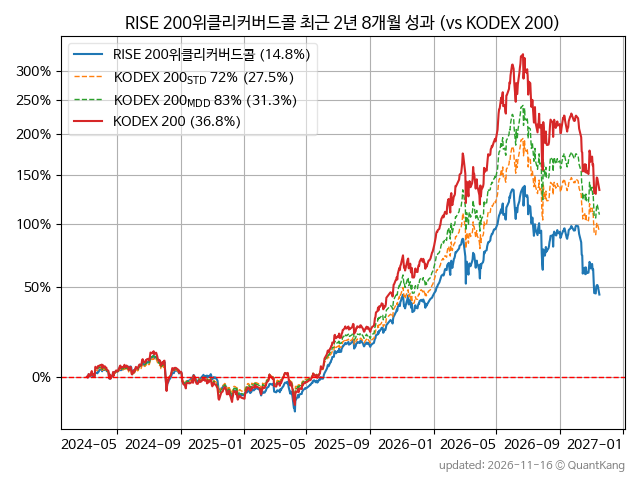 RISE 200위클리커버드콜 최근 2년 8개월 성과 (vs KODEX 200)
RISE 200위클리커버드콜 (14.8%)
KODEX 200STD 72% (27.5%)
KODEX 200MDD 83% (31.3%)
KODEX 200 (36.8%)
300%
250%
200%
150%
100%
50%
0%
2024-05 2024-09 2025-01 2025-05 2025-09 2026-01 2026-05 2026-09 2027-01
updated: 2026-11-16 © QuantKang